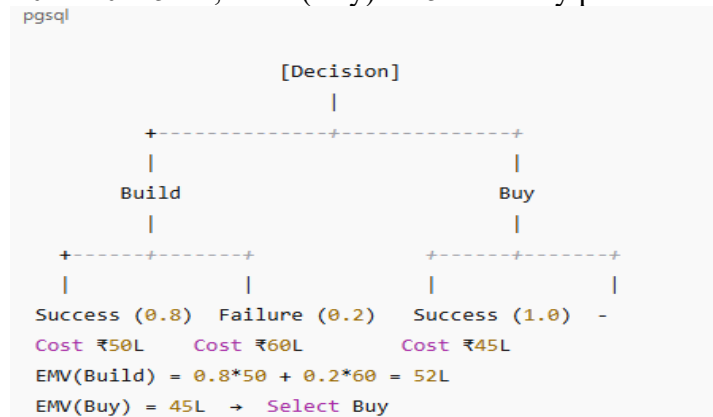 pgsql
[Decision]
|
+--------------+--------------+
| |
Build Buy
| |
+------+-------+ +------+-------+
| | | |
Success (0.8) Failure (0.2) Success (1.0) -
Cost ₹50L Cost ₹60L Cost ₹45L
EMV(Build) = 0.8*50 + 0.2*60 = 52L
EMV(Buy) = 45L → Select Buy